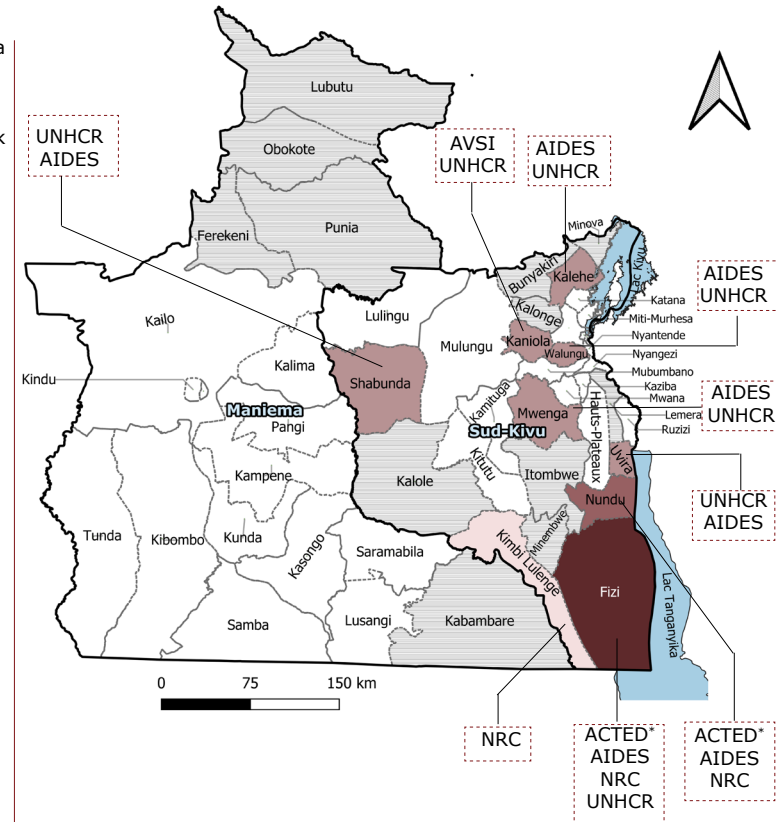 a
k
Lubutu
Obokote
Punia
Ferekeni
UNHCR
AIDES
AVSI
UNHCR
AIDES
UNHCR
Minova
Bunyakiri
Kalehe
Lac Kivu
AIDES
UNHCR
Kailo
Lulingu
Kalonge
Katana
Miti-Murhesa
Kaniola
Walungu
Nyantende
Nyangezi
Mulungu
Kindu
Kalima
Shabunda
Mubumbano
Kaziba
Mwana
Lemera
Ruzizi
AIDES
UNHCR
Maniema
Pangi
Kamituga
Mwenga
Sud-Kivu
Hauts-Plateaux
Uvira
Kampene
Kalole
Kitutu
Itombwe
Nundu
UNHCR
AIDES
Tunda
Kibombo
Kunda
Kasongo
Saramabila
Minembwe
Kimbi Lulenge
Fizi
Lac Tanganyika
Samba
Lusangi
Kabambare
0 75 150 km
NRC
ACTED*
AIDES
NRC
UNHCR
ACTED*
AIDES
NRC